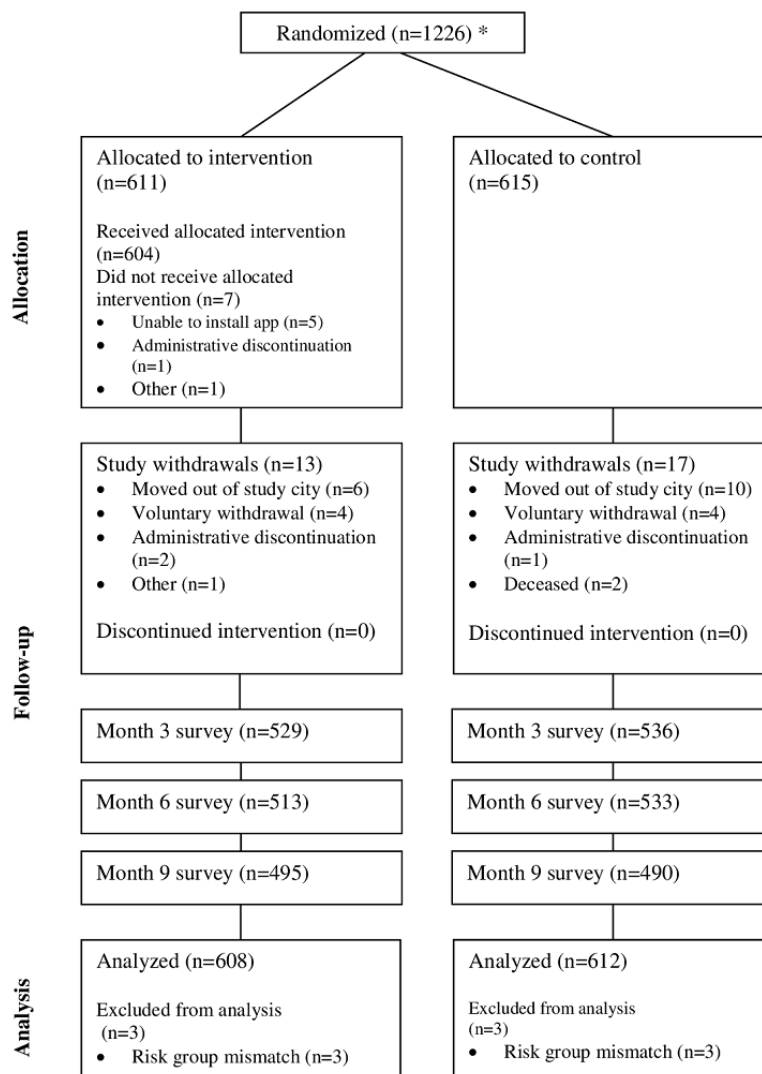 Randomized (n=1226) *
Allocation
Allocated to intervention
(n=611)
Received allocated intervention
(n=604)
Did not receive allocated
intervention (n=7)
• Unable to install app (n=5)
• Administrative discontinuation
(n=1)
• Other (n=1)
Allocated to control
(n=615)
Follow-up
Study withdrawals (n=13)
• Moved out of study city (n=6)
• Voluntary withdrawal (n=4)
• Administrative discontinuation
(n=2)
• Other (n=1)
Discontinued intervention (n=0)
Study withdrawals (n=17)
• Moved out of study city (n=10)
• Voluntary withdrawal (n=4)
• Administrative discontinuation
(n=1)
• Deceased (n=2)
Discontinued intervention (n=0)
Month 3 survey (n=529)
Month 3 survey (n=536)
Month 6 survey (n=513)
Month 6 survey (n=533)
Month 9 survey (n=495)
Month 9 survey (n=490)
Analysis
Analyzed (n=608)
Excluded from analysis
(n=3)
• Risk group mismatch (n=3)
Analyzed (n=612)
Excluded from analysis
(n=3)
• Risk group mismatch (n=3)